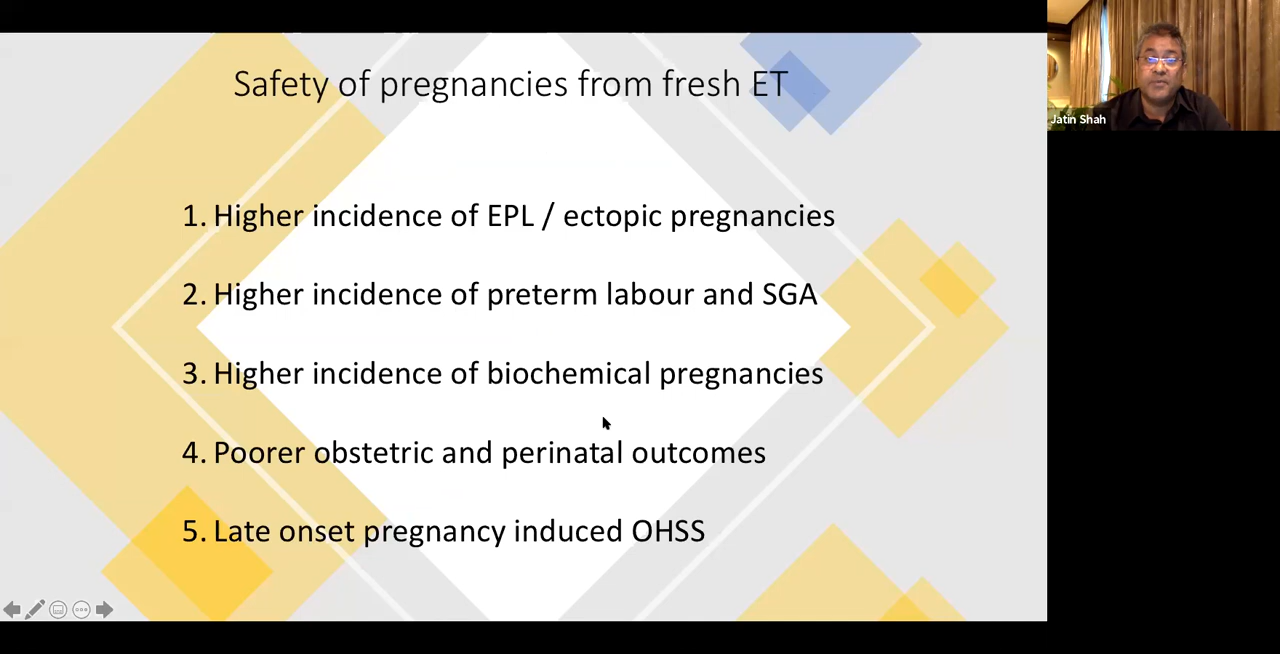 Safety of pregnancies from fresh ET
1. Higher incidence of EPL / ectopic pregnancies
2. Higher incidence of preterm labour and SGA
3. Higher incidence of biochemical pregnancies
4. Poorer obstetric and perinatal outcomes
5. Late onset pregnancy induced OHSS
Jatin Shah